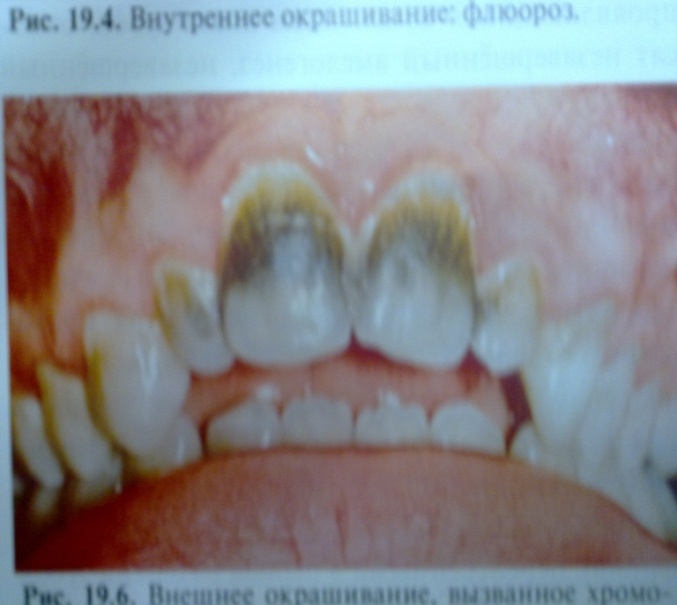 Рис. 19.4. Внутреннее окрашивание: флюороз.
Рис. 19.6. Внешнее окрашивание, вызванное хромо-